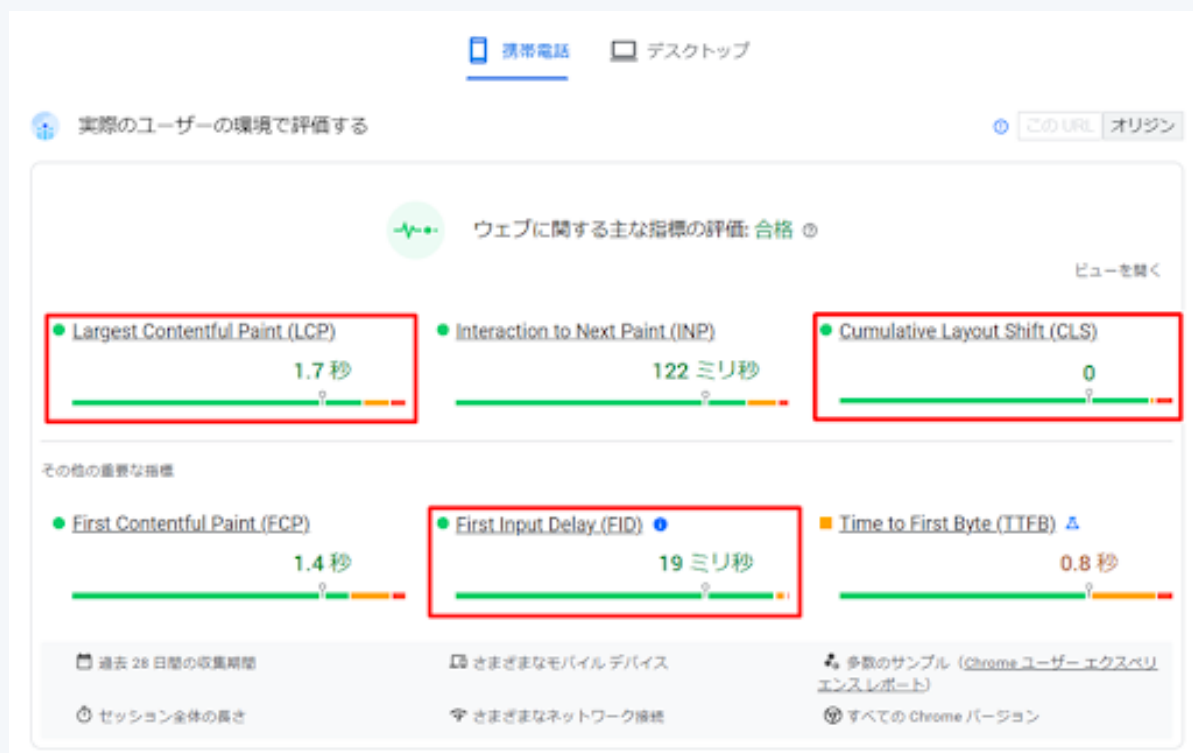 携帯電話
デスクトップ
実際のユーザーの環境で評価する
この URL
オリジン
ウェブに関する主な指標の評価: 合格
ビューを開く
Largest Contentful Paint (LCP)
1.7 秒
Interaction to Next Paint (INP)
122 ミリ秒
Cumulative Layout Shift (CLS)
0
その他の重要な指標
First Contentful Paint (FCP)
1.4 秒
First Input Delay (FID)
19 ミリ秒
Time to First Byte (TTFB)
0.8 秒
過去 28 日間の収集期間
さまざまなモバイル デバイス
多数のサンプル（Chrome ユーザー エクスペリ
エンス レポート）
セッション全体の長さ
さまざまなネットワーク接続
すべての Chrome バージョン